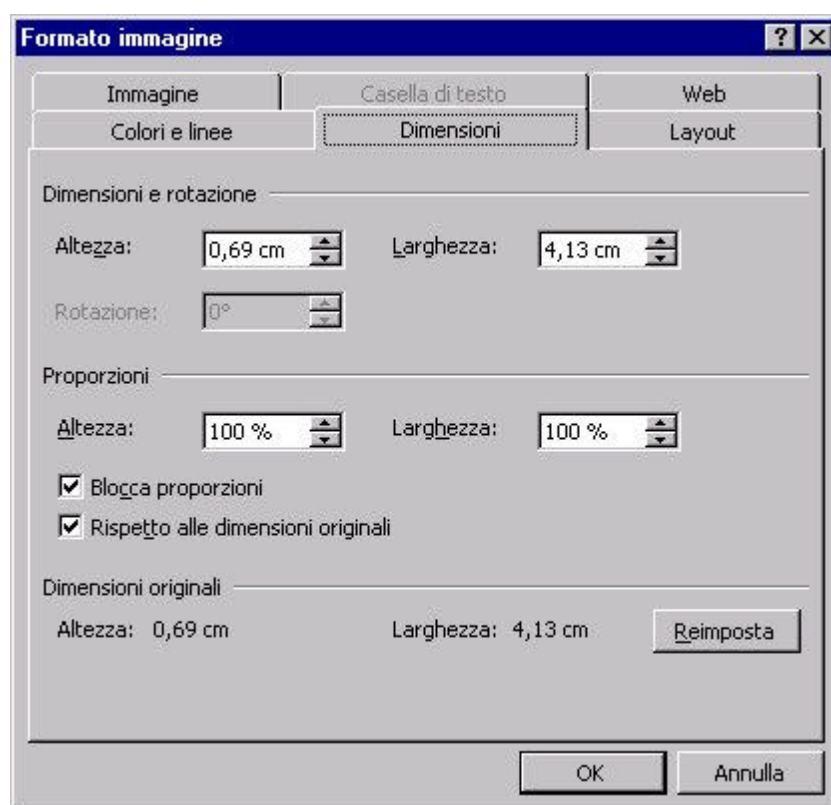 Formato immagine
Immagine Casella di testo Web
Colori e linee Dimensioni Layout
Dimensioni e rotazione
Altezza: 0,69 cm Larghezza: 4,13 cm
Rotazione: 0°
Proporzioni
Altezza: 100 % Larghezza: 100 %
Blocca proporzioni
Rispetto alle dimensioni originali
Dimensioni originali
Altezza: 0,69 cm Larghezza: 4,13 cm Reimposta
OK Annulla